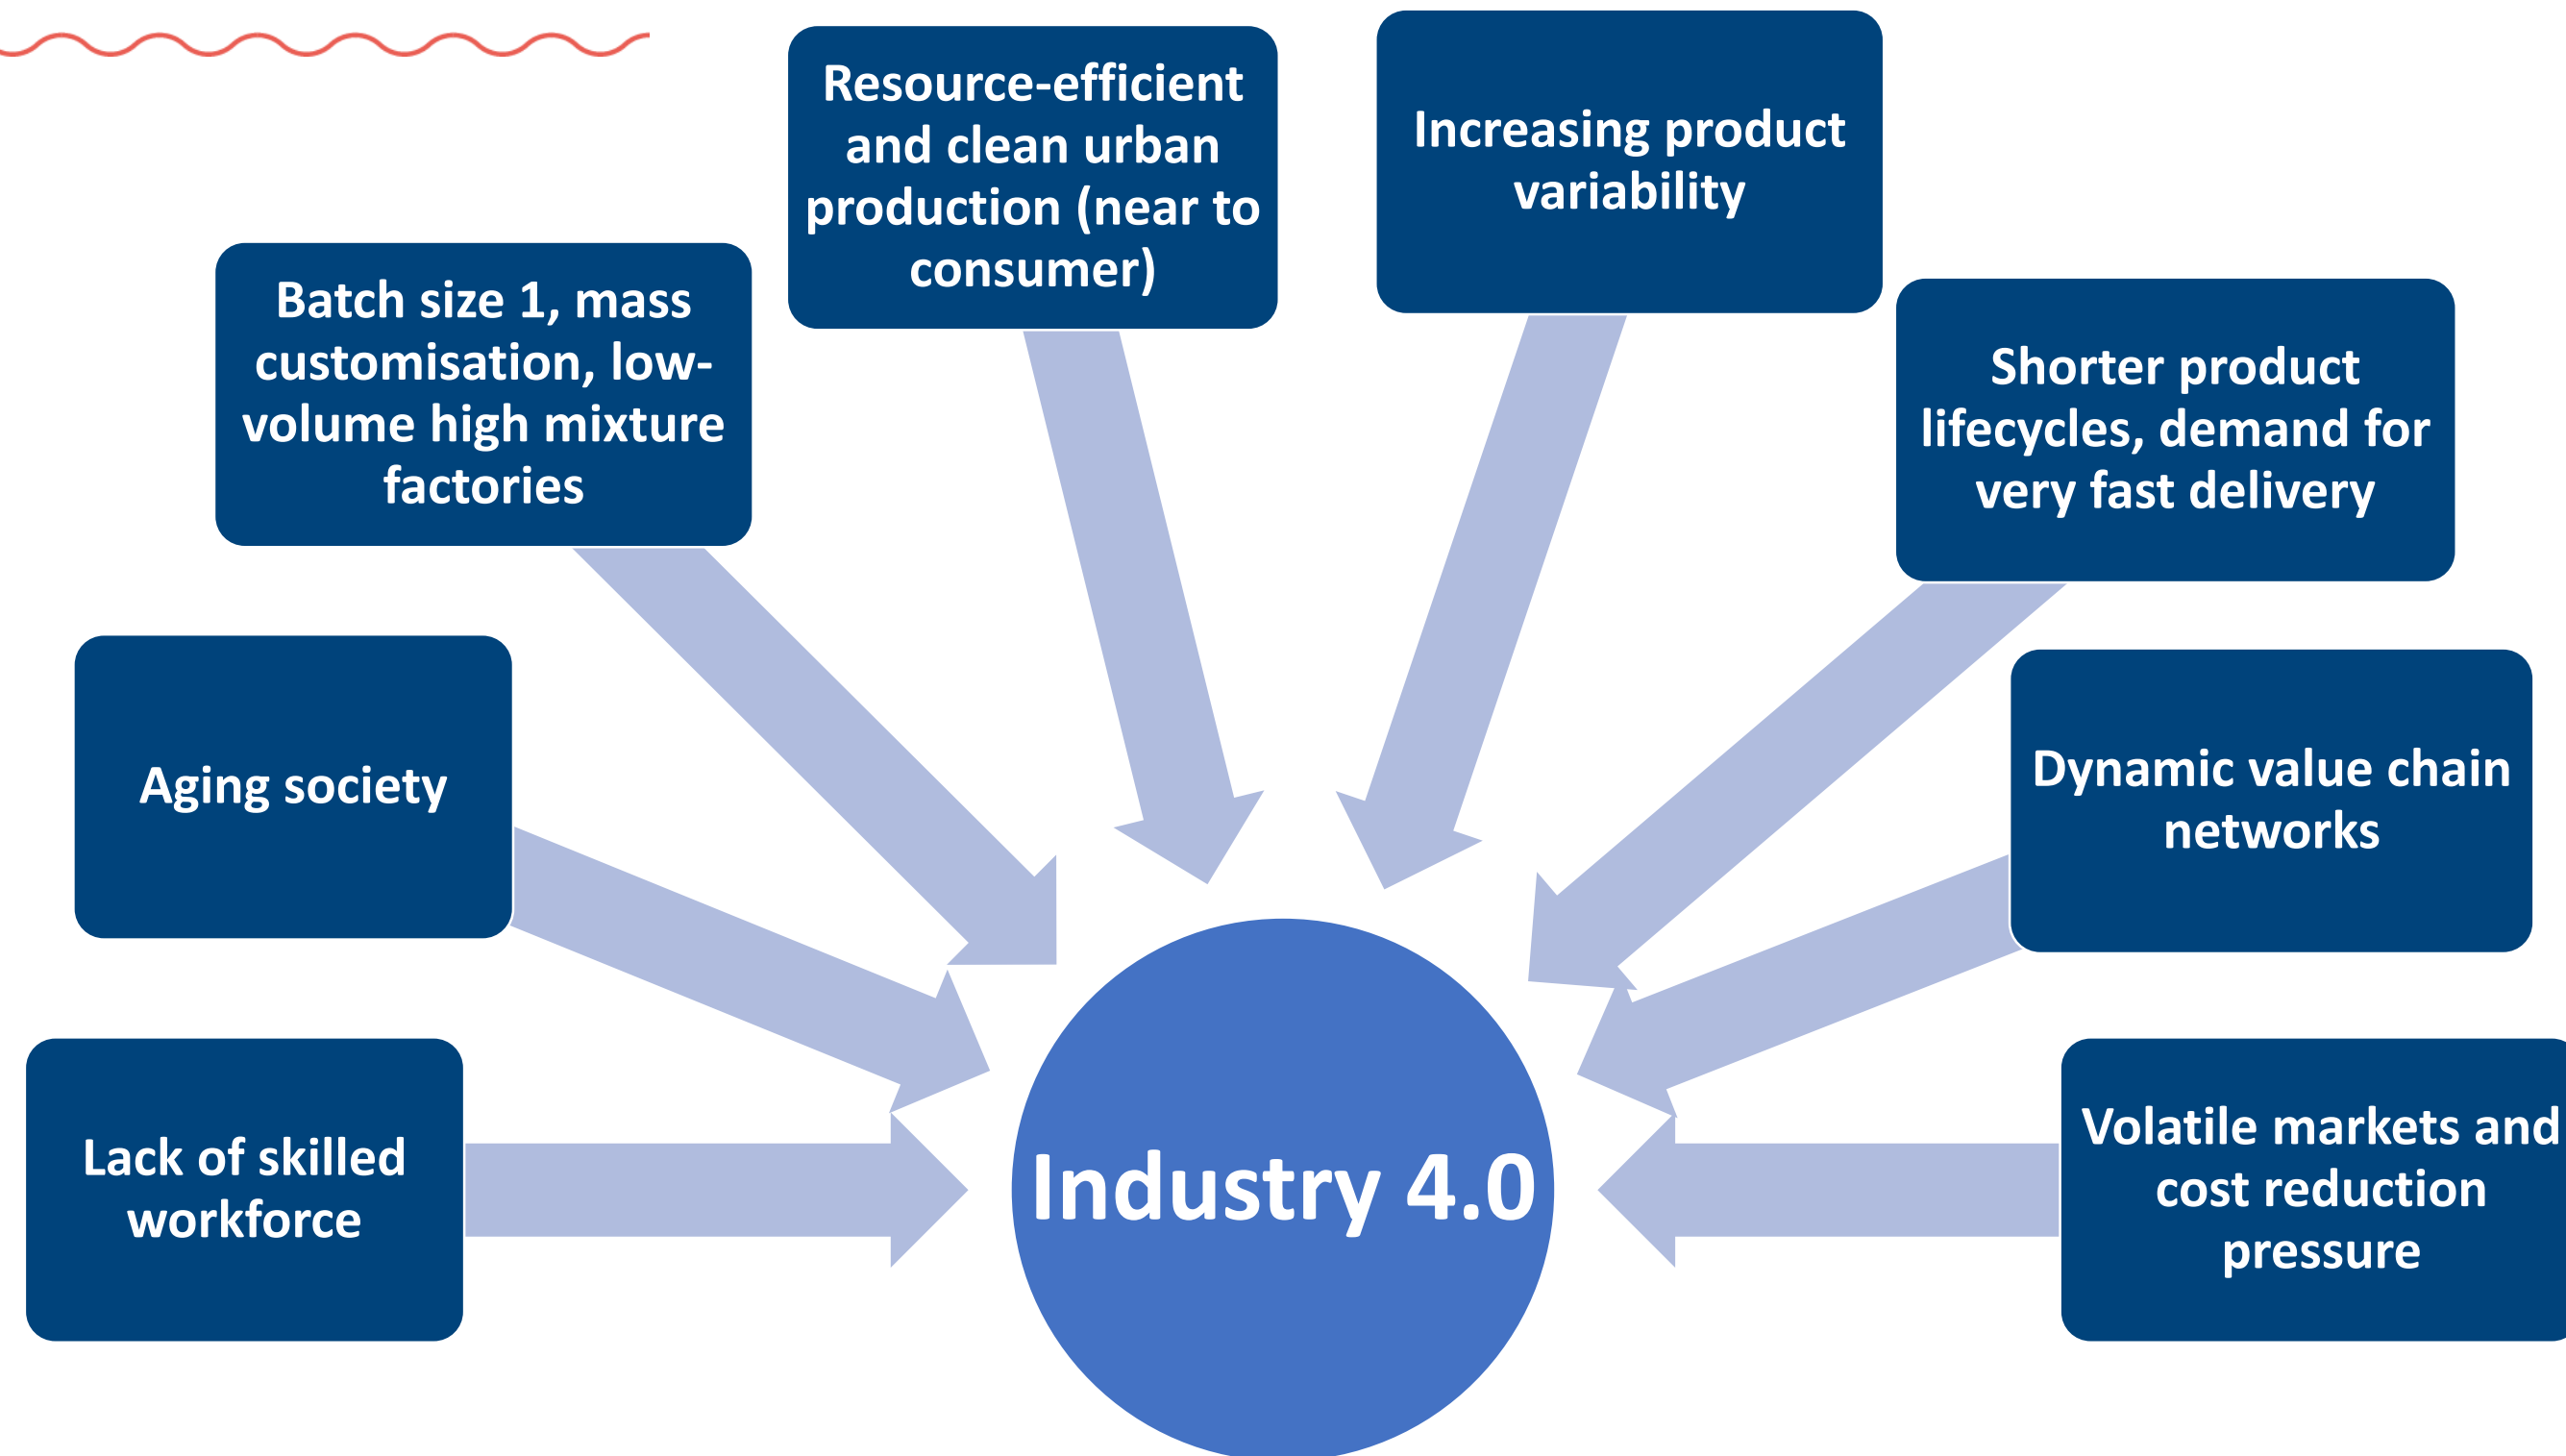 Resource-efficient
and clean urban
production (near to
consumer)
Increasing product
variability
Batch size 1, mass
customisation, low-
volume high mixture
factories
Shorter product
lifecycles, demand for
very fast delivery
Aging society
Dynamic value chain
networks
Lack of skilled
workforce
Industry 4.0
Volatile markets and
cost reduction
pressure